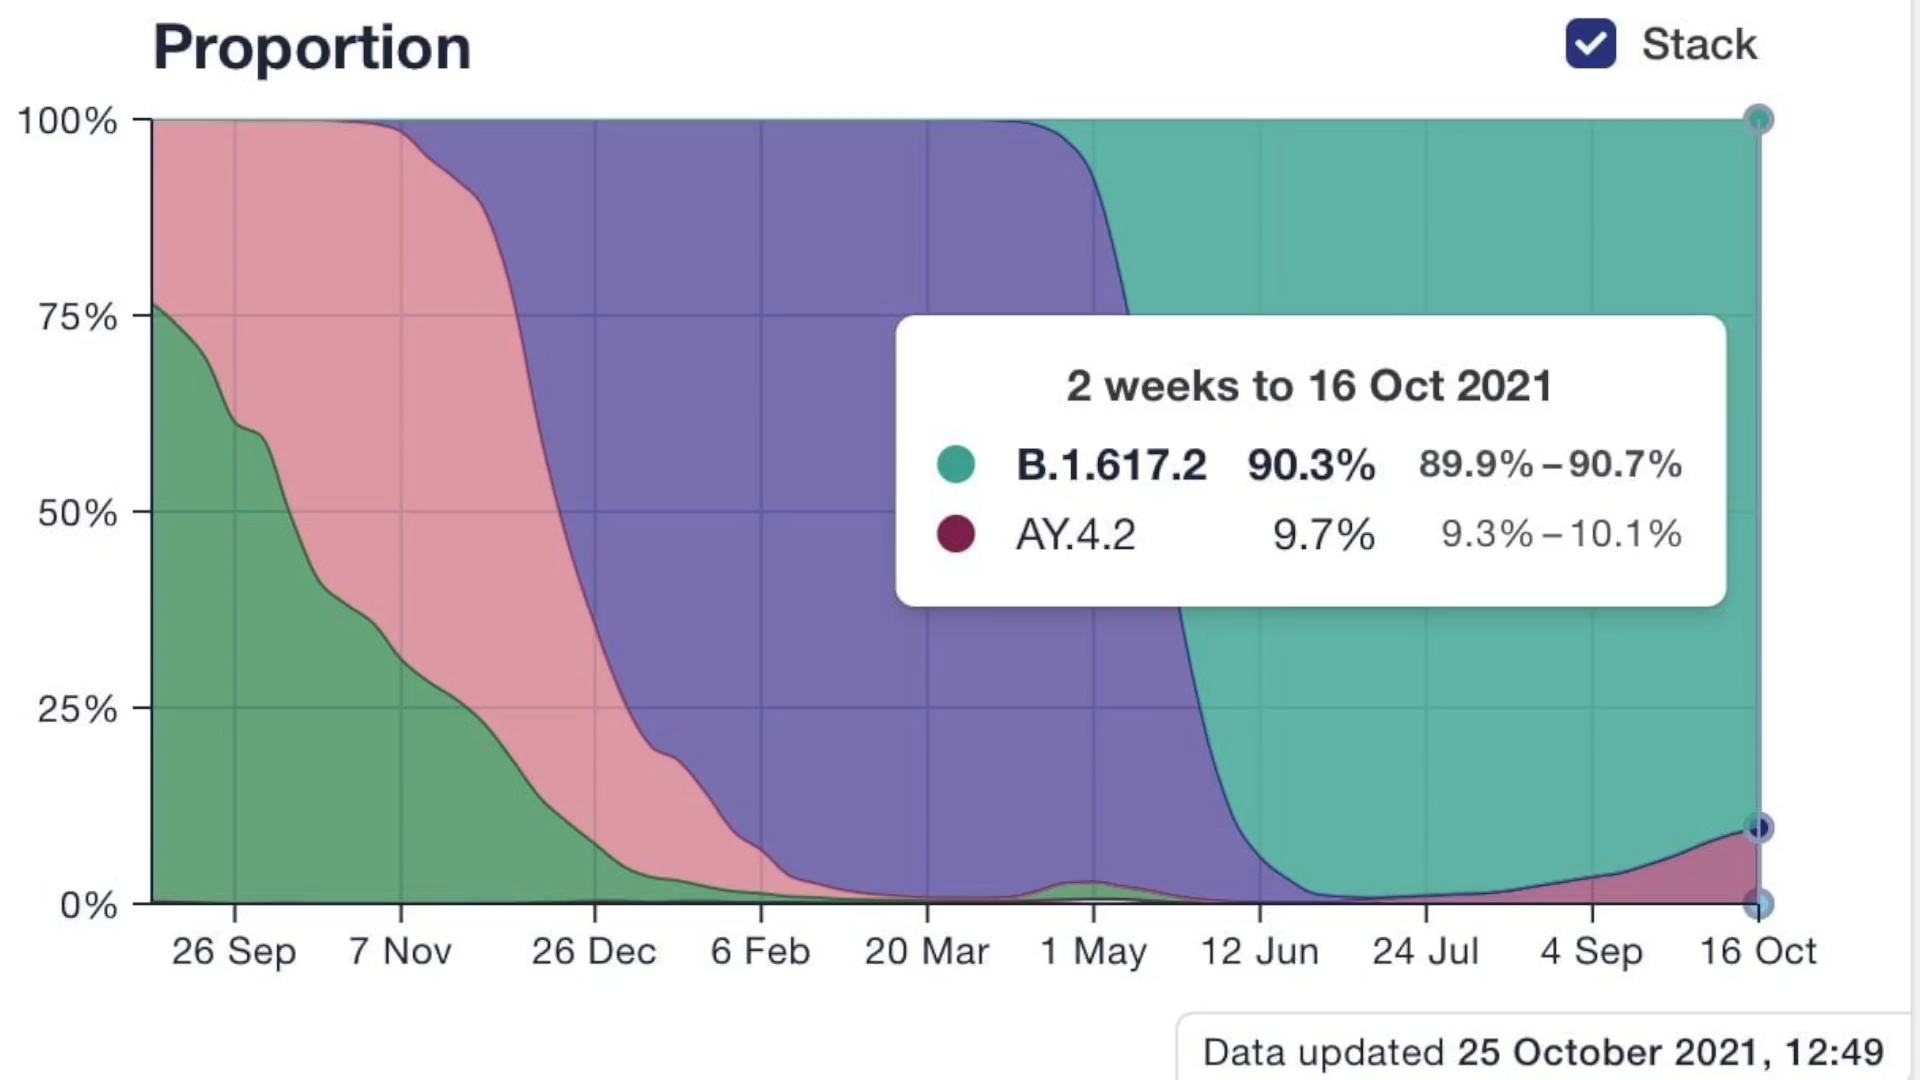 Proportion
Stack
100%
75%
50%
25%
0%
2 weeks to 16 Oct 2021
B.1.617.2 90.3% 89.9%–90.7%
AY.4.2 9.7% 9.3%–10.1%
26 Sep 7 Nov 26 Dec 6 Feb 20 Mar 1 May 12 Jun 24 Jul 4 Sep 16 Oct
Data updated 25 October 2021, 12:49